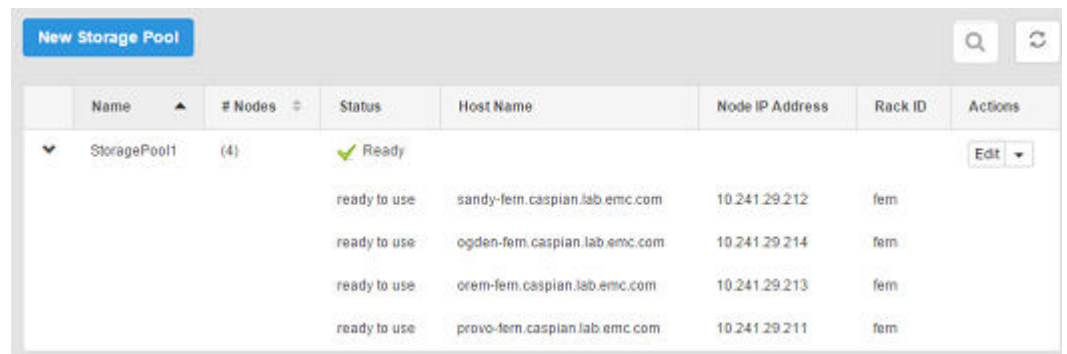 New Storage Pool
Name # Nodes Status Host Name Node IP Address Rack ID Actions
StoragePool1 (4) Ready Edit
ready to use sandy-fern.caspian.lab.emc.com 10.241.29.212 fern
ready to use ogden-fern.caspian.lab.emc.com 10.241.29.214 fern
ready to use orem-fern.caspian.lab.emc.com 10.241.29.213 fern
ready to use provo-fern.caspian.lab.emc.com 10.241.29.211 fern